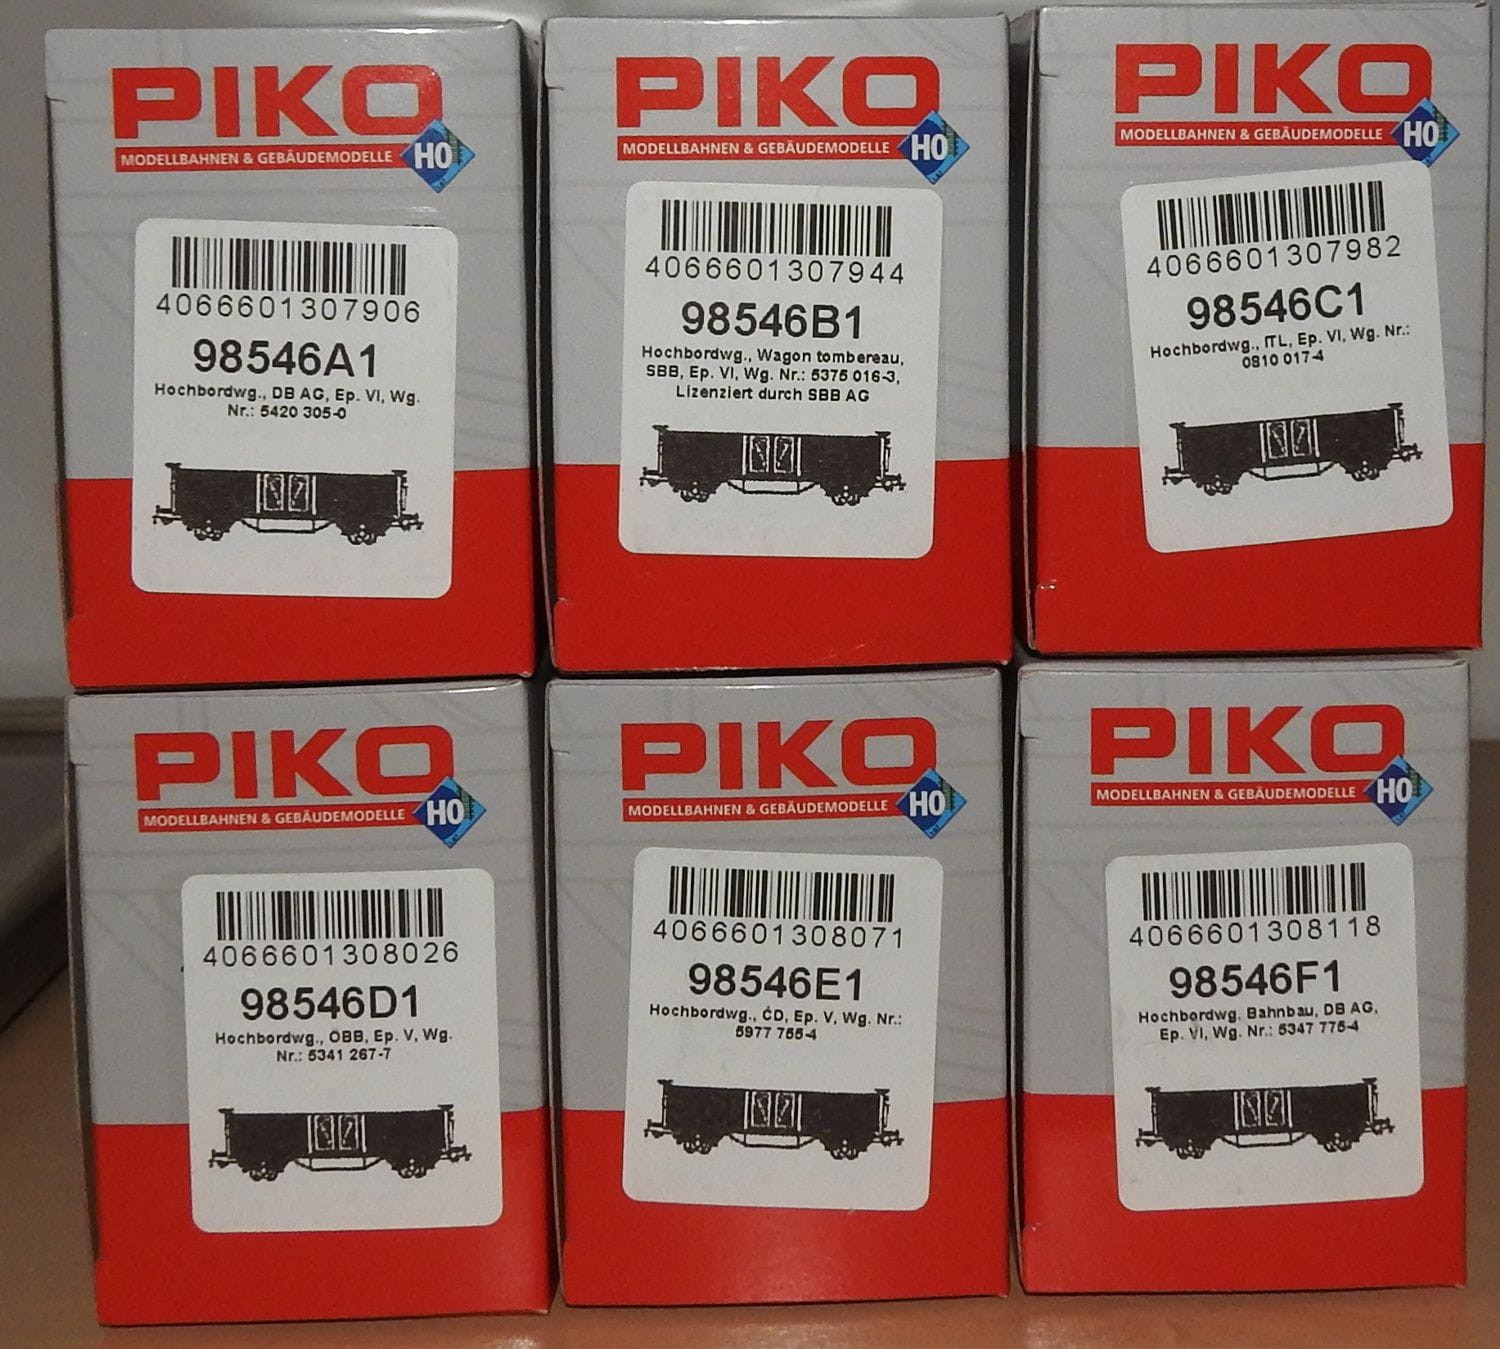 PIKO
MODELLBAHNEN & GEBÄUDEMODELLE
H0
4066601307906
98546A1
Hochbordwg., DB AG, Ep. VI, Wg.
Nr.: 5420 305-0
PIKO
MODELLBAHNEN & GEBÄUDEMODELLE
H0
4066601307944
98546B1
Hochbordwg., Wagon tombereau,
SBB, Ep. VI, Wg. Nr.: 5375 016-3,
Lizenziert durch SBB AG
PIKO
MODELLBAHNEN & GEBÄUDEMODELLE
H0
4066601307982
98546C1
Hochbordwg., ITL, Ep. VI, Wg. Nr.:
0810 017-4
PIKO
MODELLBAHNEN & GEBÄUDEMODELLE
H0
4066601308026
98546D1
Hochbordwg., ÖBB, Ep. V, Wg.
Nr.: 5341 267-7
PIKO
MODELLBAHNEN & GEBÄUDEMODELLE
H0
4066601308071
98546E1
Hochbordwg., ČD, Ep. V, Wg. Nr.:
5977 755-4
PIKO
MODELLBAHNEN & GEBÄUDEMODELLE
H0
4066601308118
98546F1
Hochbordwg. Bahnbau, DB AG,
Ep. VI, Wg. Nr.: 5347 775-4